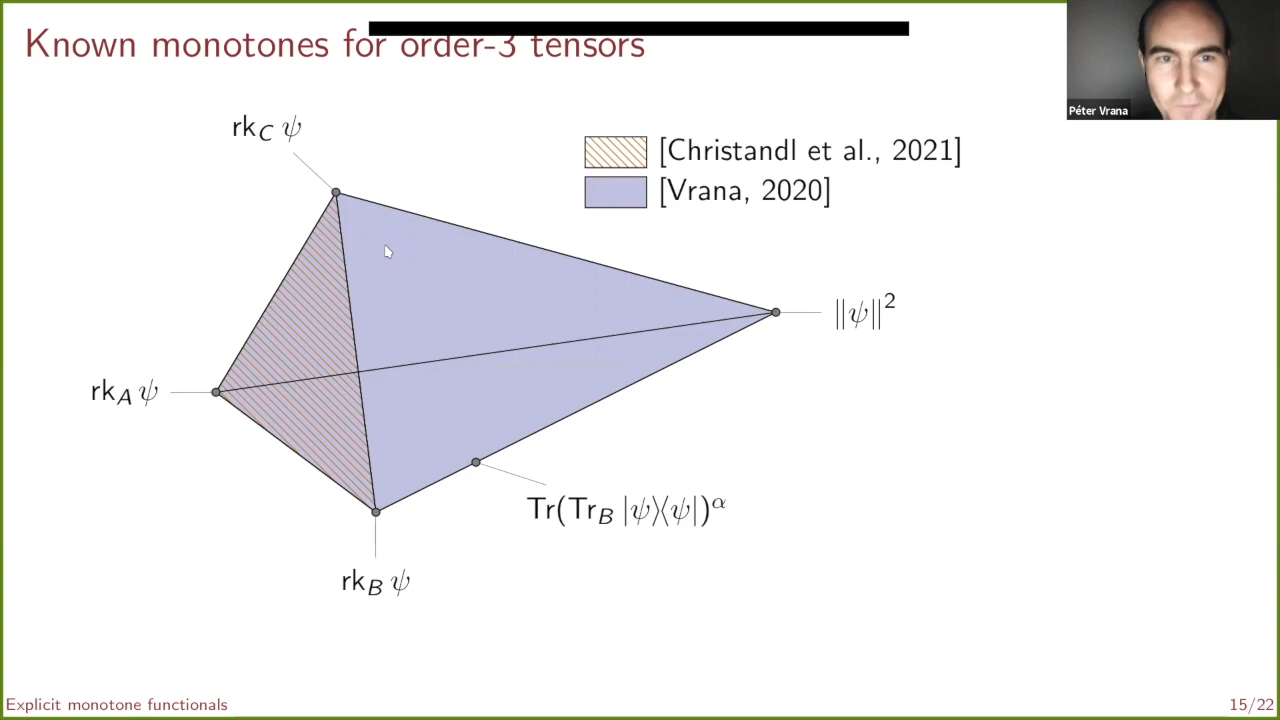 Known monotones for order-3 tensors
Péter Vrana
rk_C ψ
[Christandl et al., 2021]
[Vrana, 2020]
‖ψ‖²
rk_A ψ
Tr(Tr_B |ψ⟩⟨ψ|)^α
rk_B ψ
Explicit monotone functionals
15/22